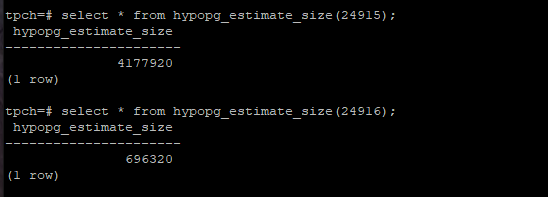 tpch=# select * from hypopg_estimate_size(24915);
hypopg_estimate_size
----------------------
4177920
(1 row)
tpch=# select * from hypopg_estimate_size(24916);
hypopg_estimate_size
----------------------
696320
(1 row)